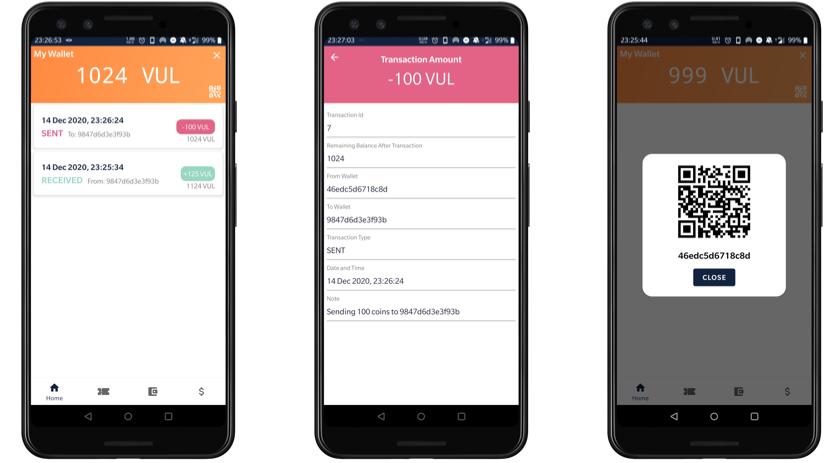 23:26:53
99%
My Wallet
1024 VUL
14 Dec 2020, 23:26:24
-100 VUL
SENT To: 9847d6d3e3f93b
1024 VUL
14 Dec 2020, 23:25:34
+125 VUL
RECEIVED From: 9847d6d3e3f93b
1124 VUL
Home
$
23:27:03
99%
Transaction Amount
-100 VUL
Transaction Id
7
Remaining Balance After Transaction
1024
From Wallet
46edc5d6718c8d
To Wallet
9847d6d3e3f93b
Transaction Type
SENT
Date and Time
14 Dec 2020, 23:26:24
Note
Sending 100 coins to 9847d6d3e3f93b
23:25:44
99%
My Wallet
999 VUL
46edc5d6718c8d
CLOSE
Home
$